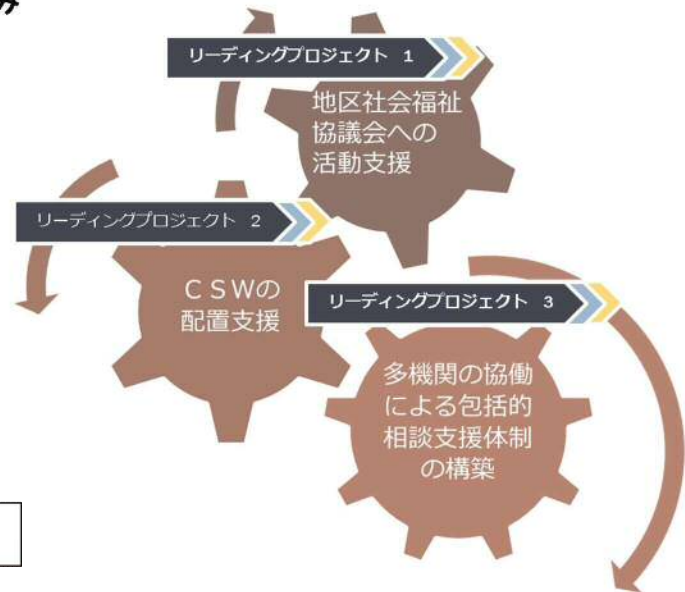 み
リーディングプロジェクト 1
地区社会福祉
協議会への
活動支援
リーディングプロジェクト 2
ＣＳＷの
配置支援
リーディングプロジェクト 3
多機関の協働
による包括的
相談支援体制
の構築